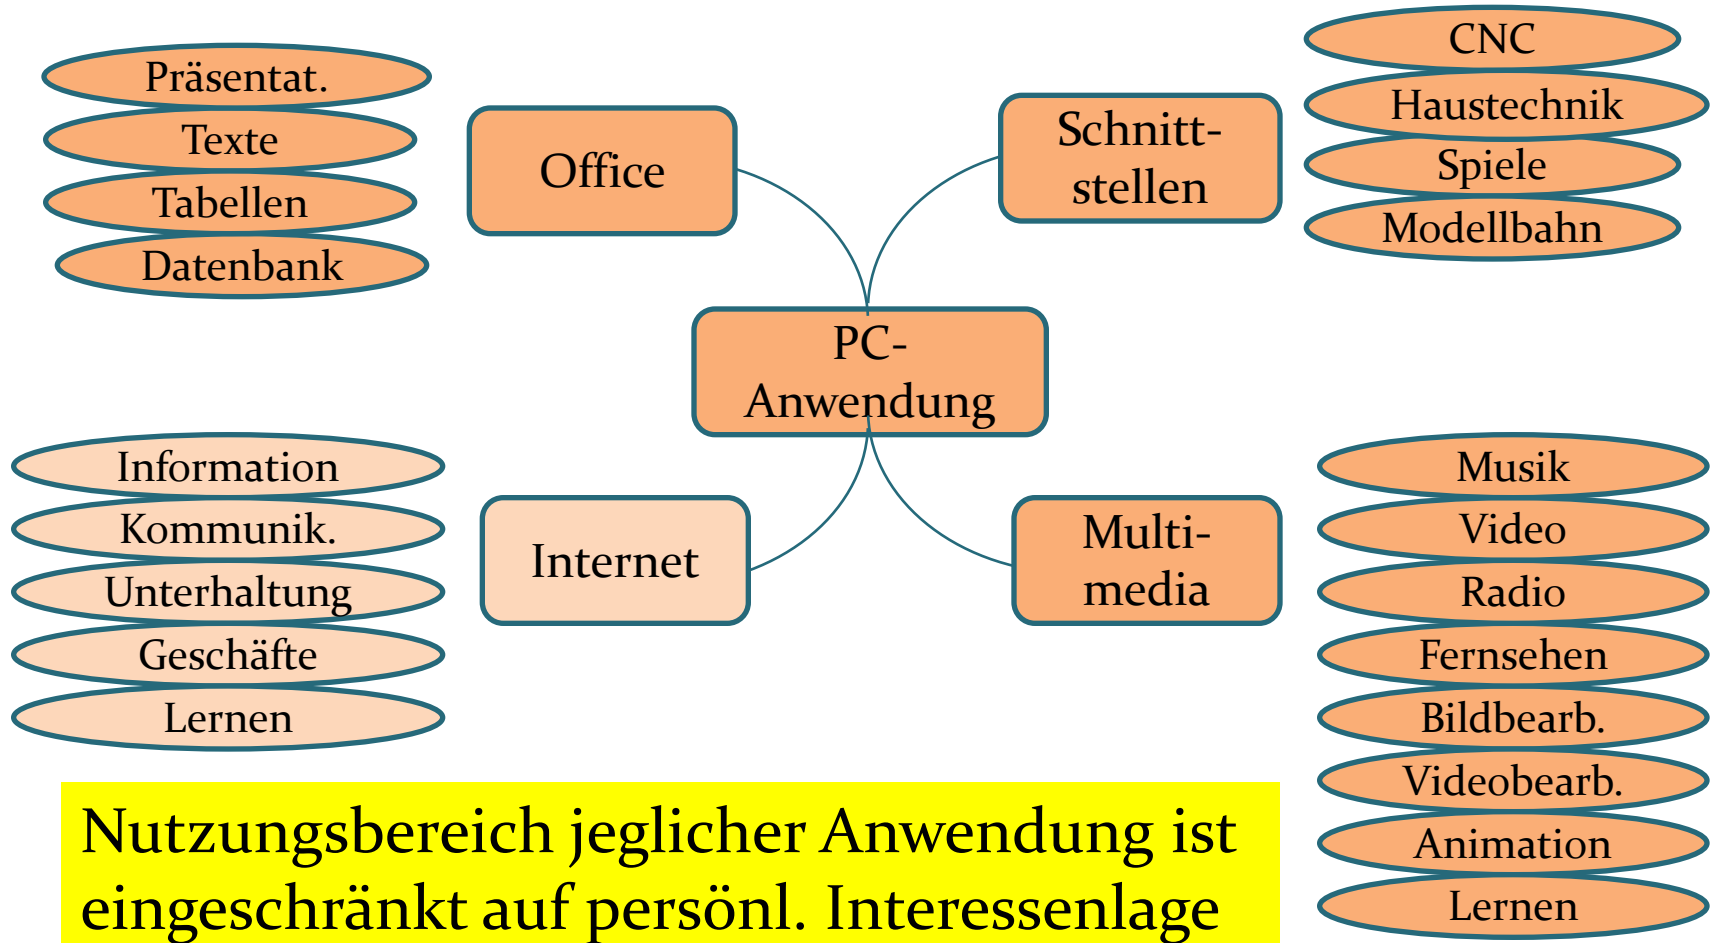 Präsentat.
Texte
Tabellen
Datenbank
Office
Schnitt-
stellen
CNC
Haustechnik
Spiele
Modellbahn
PC-
Anwendung
Information
Kommunik.
Unterhaltung
Geschäfte
Lernen
Internet
Multi-
media
Musik
Video
Radio
Fernsehen
Bildbearb.
Videobearb.
Animation
Lernen
Nutzungsbereich jeglicher Anwendung ist
eingeschränkt auf persönl. Interessenlage